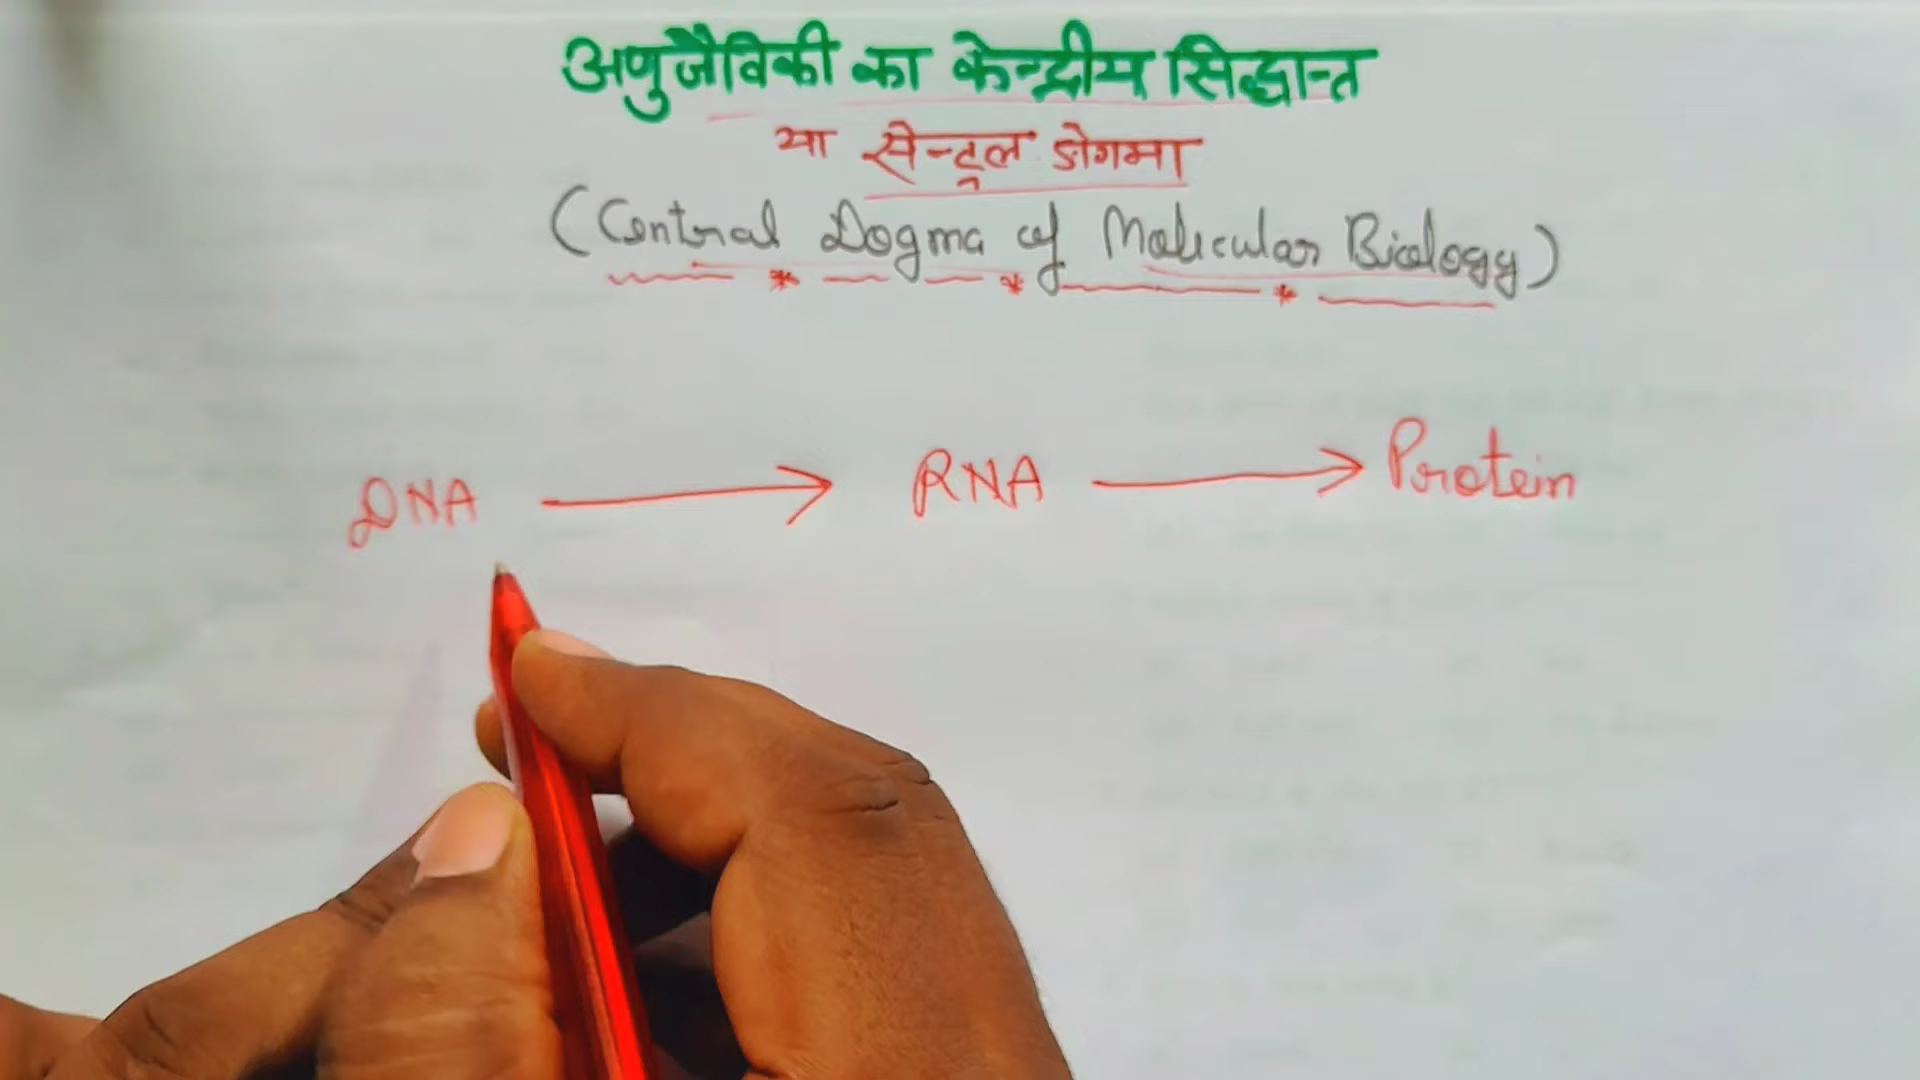 अणुजैविकी का केन्द्रीय सिद्धान्त
या सेन्ट्रल डोगमा
(Central Dogma of Molecular Biology)
DNA → RNA → Protein